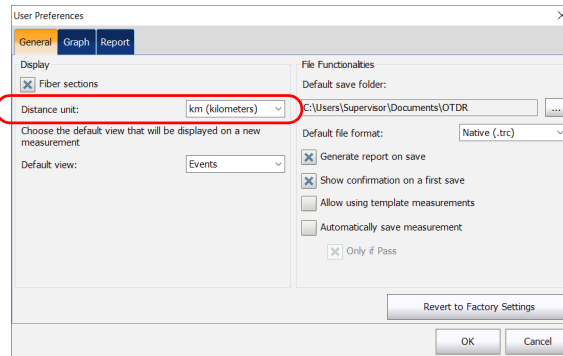 User Preferences
General Graph Report
Display
Fiber sections
Distance unit: km (kilometers)
Choose the default view that will be displayed on a new
measurement
Default view: Events
File Functionalities
Default save folder:
C:\Users\Supervisor\Documents\OTDR ...
Default file format: Native (.trc)
Generate report on save
Show confirmation on a first save
Allow using template measurements
Automatically save measurement
Only if Pass
Revert to Factory Settings
OK Cancel